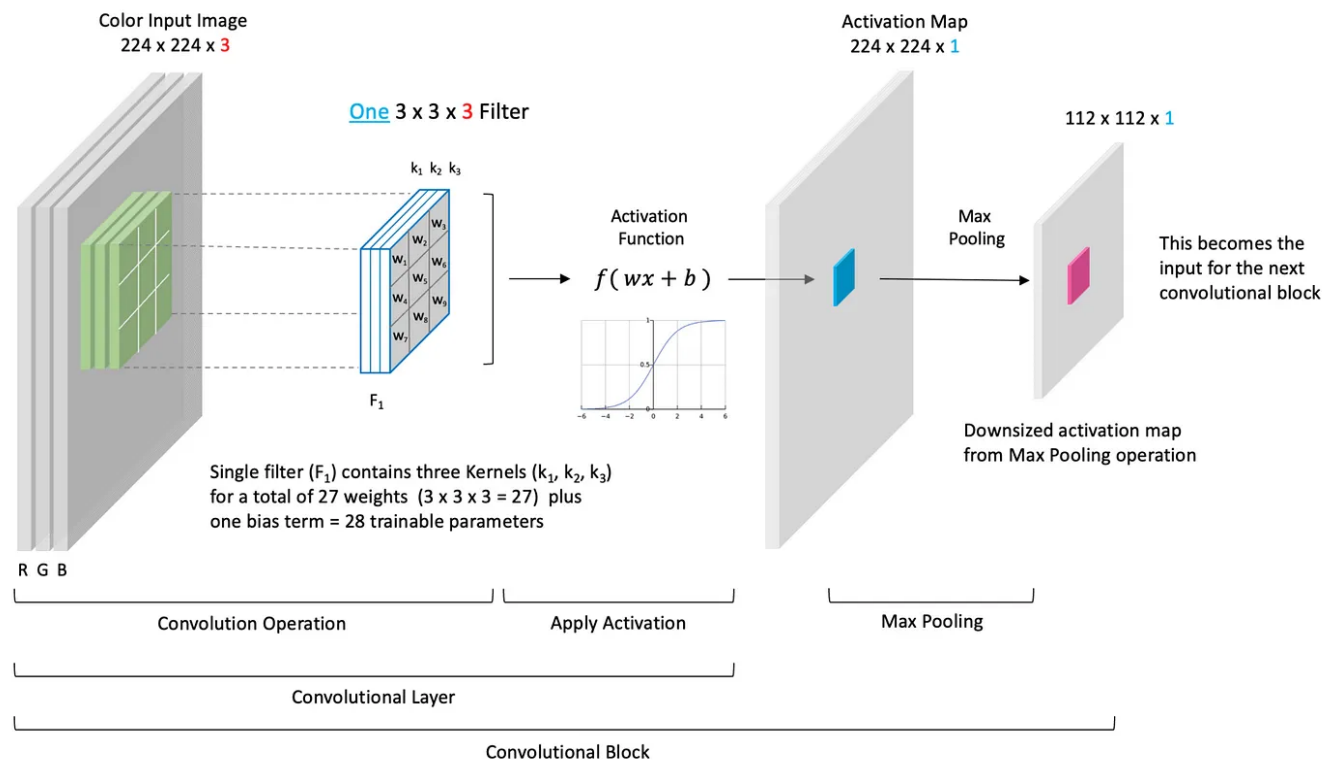 Color Input Image
224 x 224 x 3
One 3 x 3 x 3 Filter
k₁ k₂ k₃
W₁ W₂ W₃
W₄ W₅ W₆
W₇ W₈ W₉
F₁
Activation
Function
f( wx + b )
1
0.5
0
−6 −4 −2 0 2 4 6
Activation Map
224 x 224 x 1
Max
Pooling
112 x 112 x 1
This becomes the
input for the next
convolutional block
Downsized activation map
from Max Pooling operation
Single filter (F₁) contains three Kernels (k₁, k₂, k₃)
for a total of 27 weights (3 x 3 x 3 = 27) plus
one bias term = 28 trainable parameters
R G B
Convolution Operation
Apply Activation
Max Pooling
Convolutional Layer
Convolutional Block